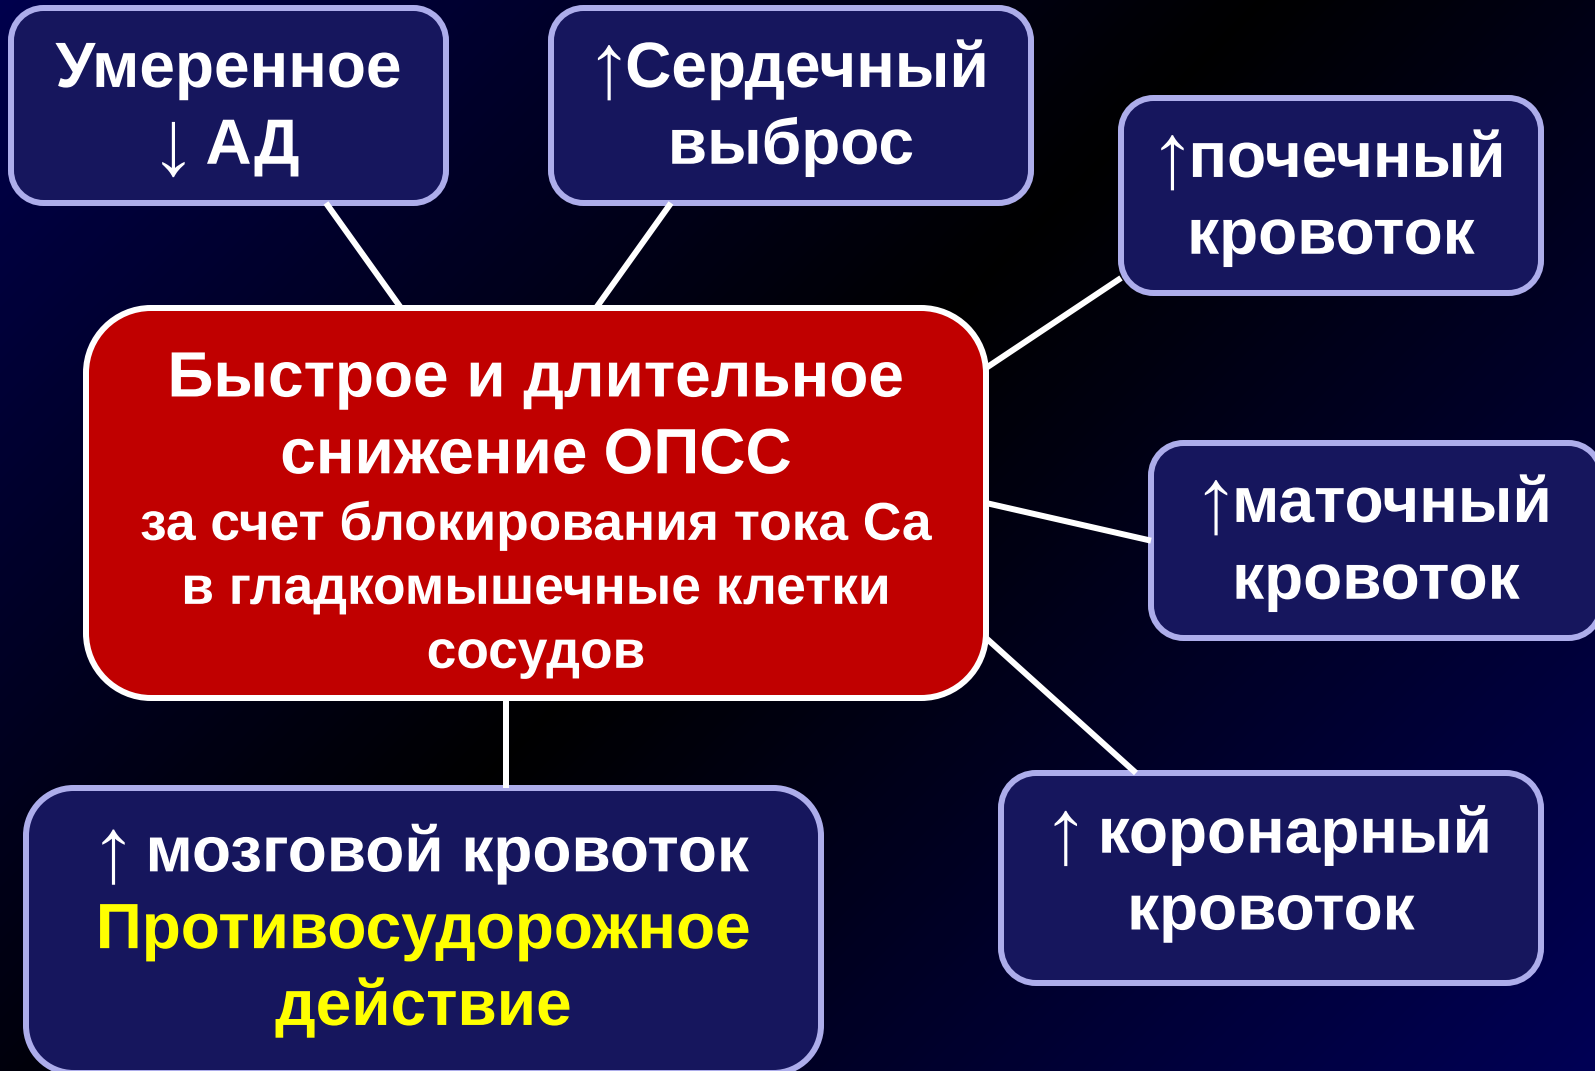 Умеренное
↓ АД
↑Сердечный
выброс
↑почечный
кровоток
Быстрое и длительное
снижение ОПСС
за счет блокирования тока Са
в гладкомышечные клетки
сосудов
↑маточный
кровоток
↑ мозговой кровоток
Противосудорожное
действие
↑ коронарный
кровоток